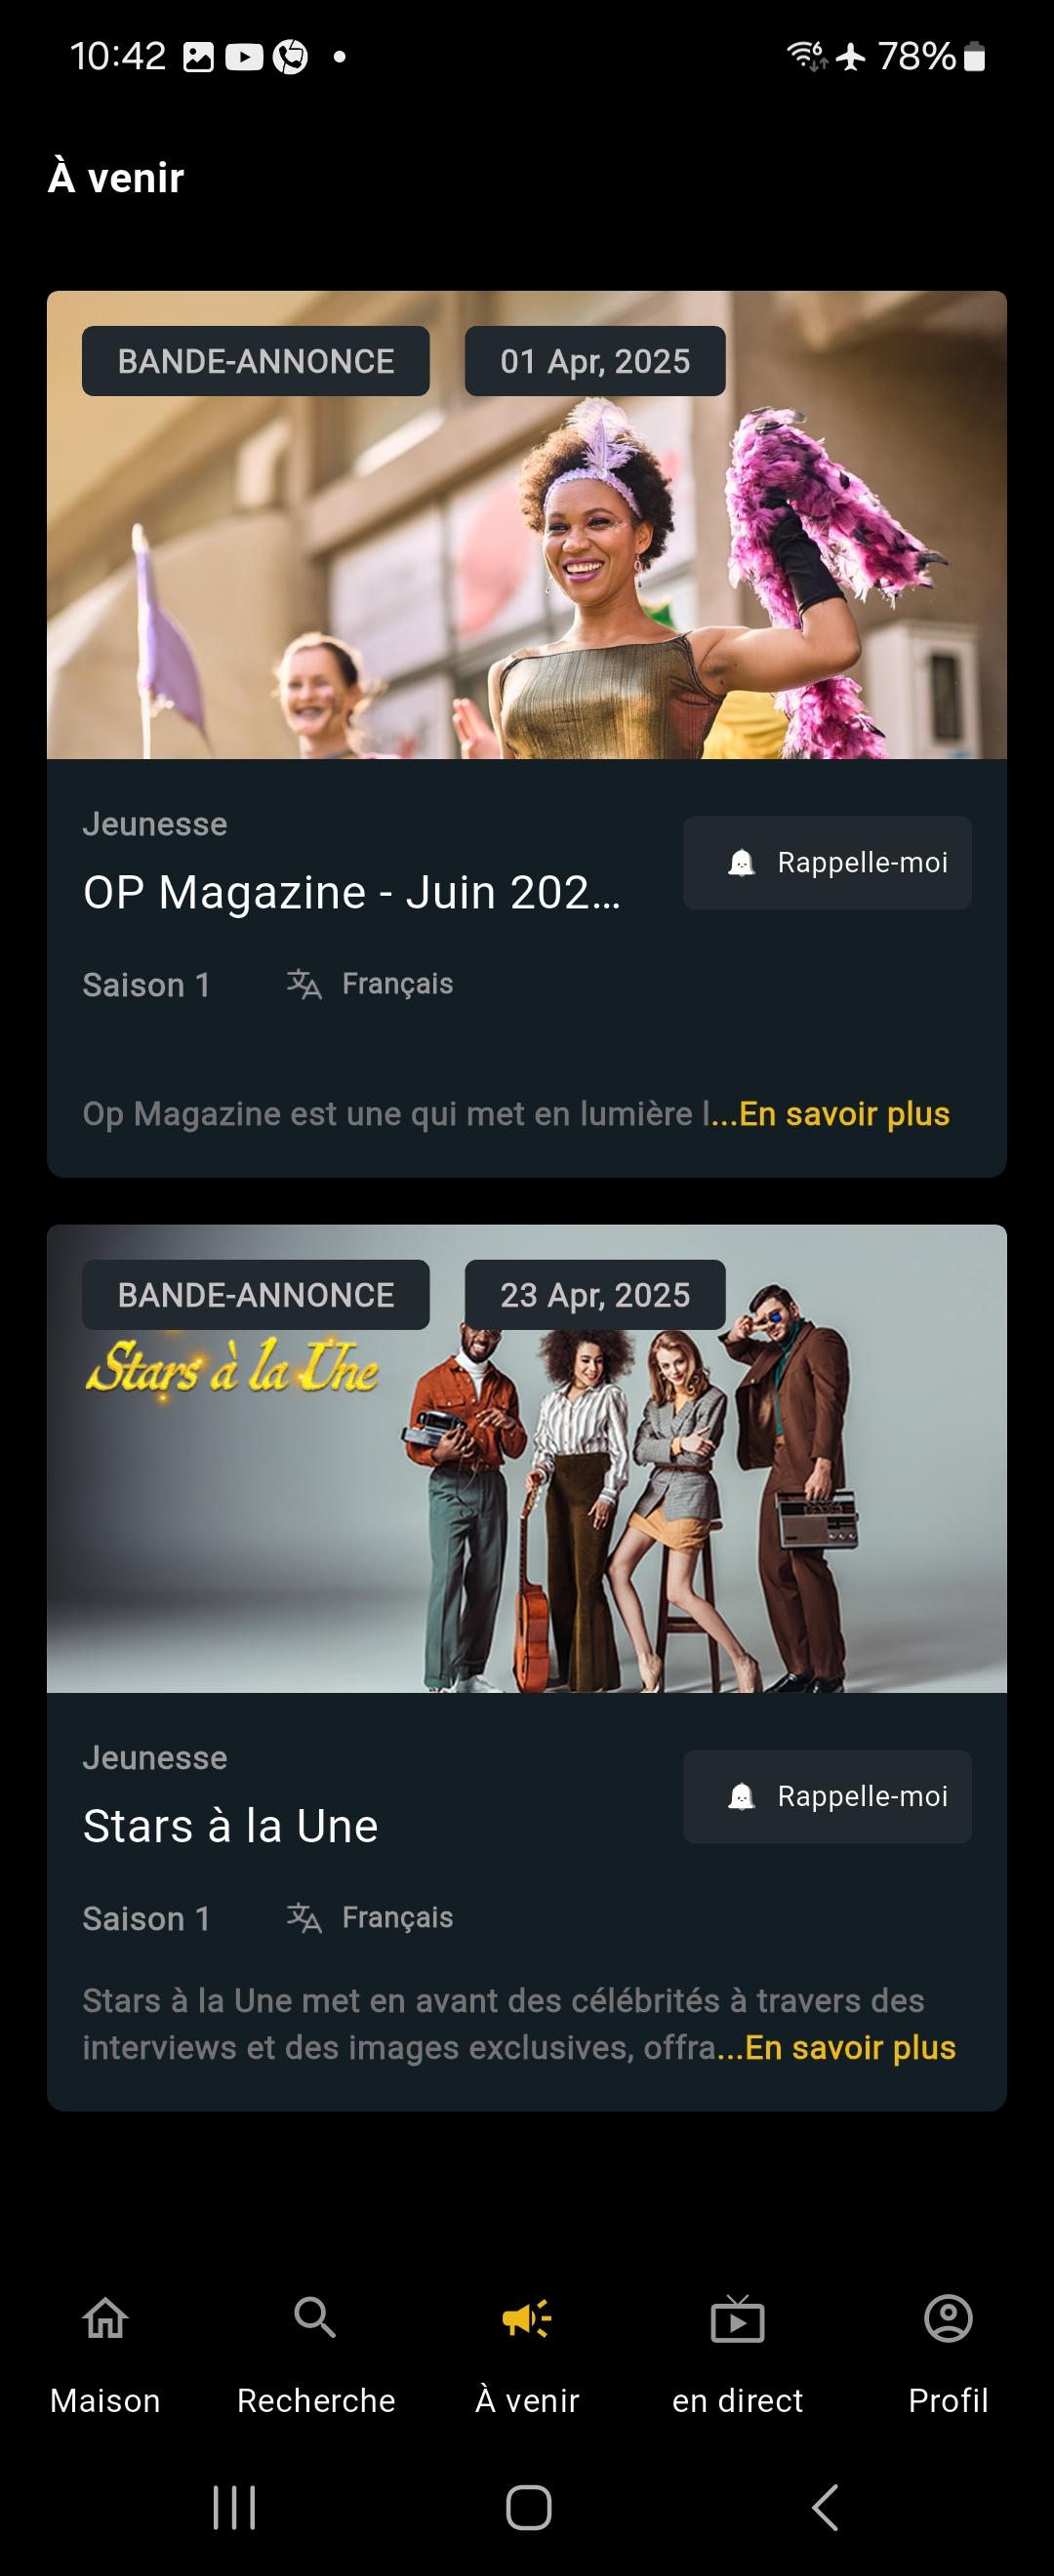 10:42
6
78%
À venir
BANDE-ANNONCE
01 Apr, 2025
Jeunesse
OP Magazine - Juin 202...
Rappelle-moi
Saison 1
Français
Op Magazine est une qui met en lumière l...En savoir plus
BANDE-ANNONCE
23 Apr, 2025
Stars à la Une
Jeunesse
Stars à la Une
Rappelle-moi
Saison 1
Français
Stars à la Une met en avant des célébrités à travers des
interviews et des images exclusives, offra...En savoir plus
Maison
Recherche
À venir
en direct
Profil